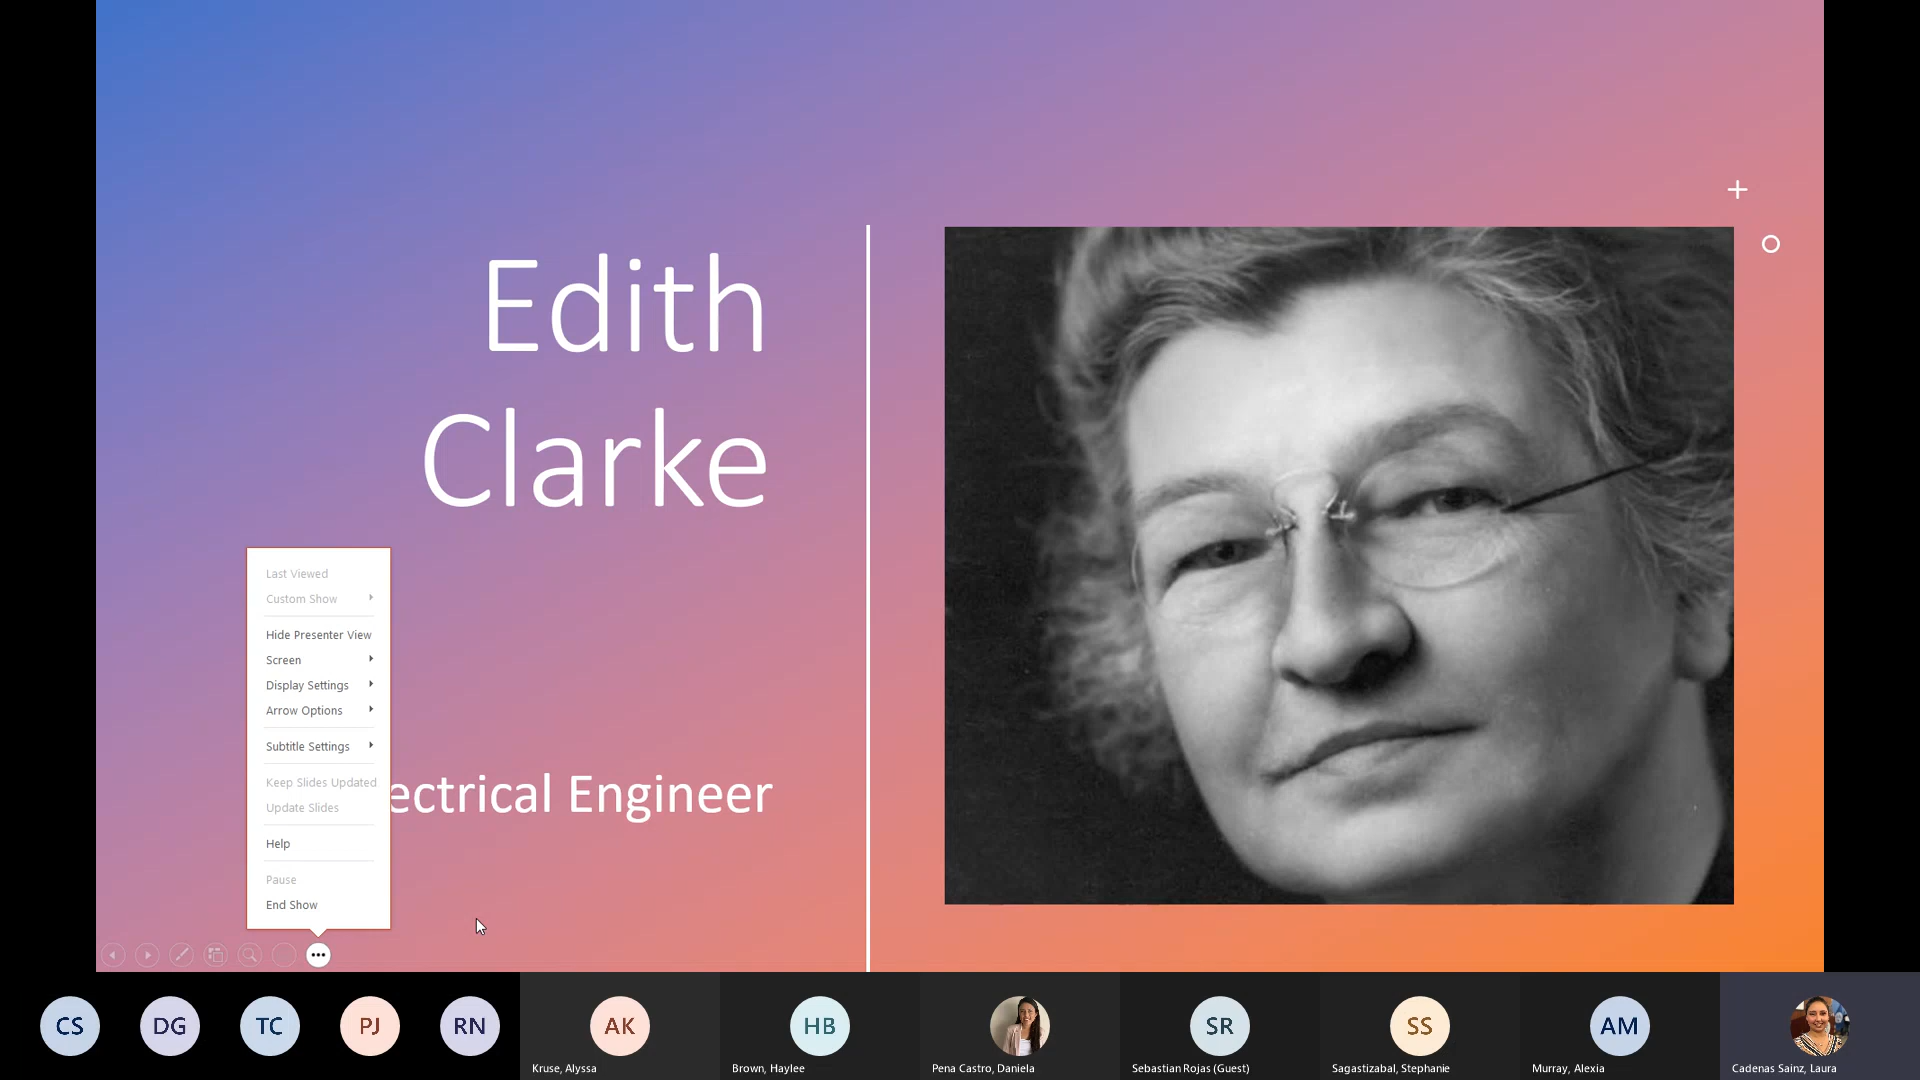 Edith
Clarke
ectrical Engineer
Last Viewed
Custom Show
Hide Presenter View
Screen
Display Settings
Arrow Options
Subtitle Settings
Keep Slides Updated
Update Slides
Help
Pause
End Show
CS
DG
TC
PJ
RN
AK
HB
SR
SS
AM
Kruse, Alyssa
Brown, Haylee
Pena Castro, Daniela
Sebastian Rojas (Guest)
Sagastizabal, Stephanie
Murray, Alexia
Cadenas Sainz, Laura